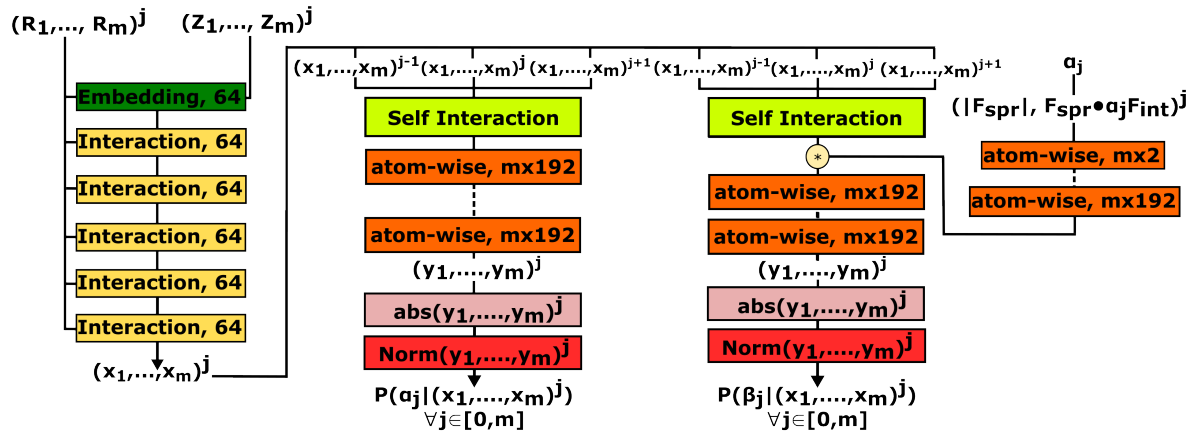 (R₁,..., Rₘ)ʲ
(Z₁,..., Zₘ)ʲ
Embedding, 64
Interaction, 64
Interaction, 64
Interaction, 64
Interaction, 64
Interaction, 64
(x₁,...,xₘ)ʲ
(x₁,...,xₘ)ʲ⁻¹ (x₁,...,xₘ)ʲ (x₁,...,xₘ)ʲ⁺¹
Self Interaction
atom-wise, mx192
atom-wise, mx192
(y₁,....,yₘ)ʲ
abs(y₁,....,yₘ)ʲ
Norm(y₁,....,yₘ)ʲ
P(αⱼ|(x₁,....,xₘ)ʲ)
∀j∈[0,m]
(x₁,...,xₘ)ʲ⁻¹ (x₁,...,xₘ)ʲ (x₁,...,xₘ)ʲ⁺¹
Self Interaction
*
atom-wise, mx192
atom-wise, mx192
(y₁,....,yₘ)ʲ
abs(y₁,....,yₘ)ʲ
Norm(y₁,....,yₘ)ʲ
P(βⱼ|(x₁,....,xₘ)ʲ)
∀j∈[0,m]
αⱼ
(|F_spr|, F_spr•αⱼF_int)ʲ
atom-wise, mx2
atom-wise, mx192